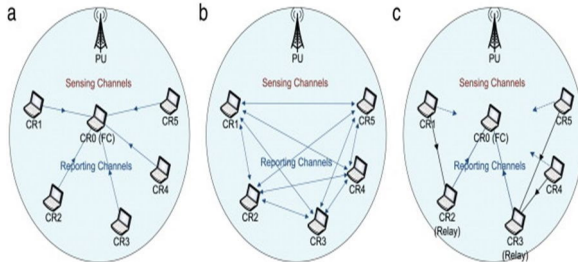 a
PU
Sensing Channels
CR1
CR5
CR0 (FC)
Reporting Channels
CR4
CR2
CR3
b
PU
Sensing Channels
CR1
CR5
Reporting Channels
CR4
CR2
CR3
c
PU
Sensing Channels
CR1
CR5
CR0 (FC)
Reporting Channels
CR4
CR2
(Relay)
CR3
(Relay)